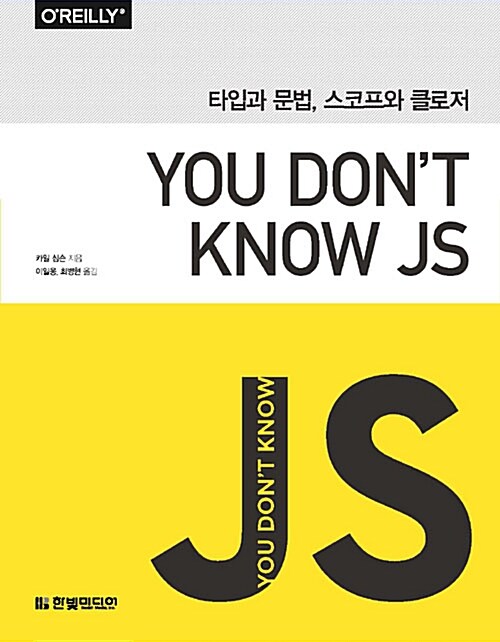 O'REILLY®
타입과 문법, 스코프와 클로저
YOU DON'T
KNOW JS
카일 심슨 지음
이일웅, 최병현 옮김
JS
YOU DON'T KNOW
한빛미디어